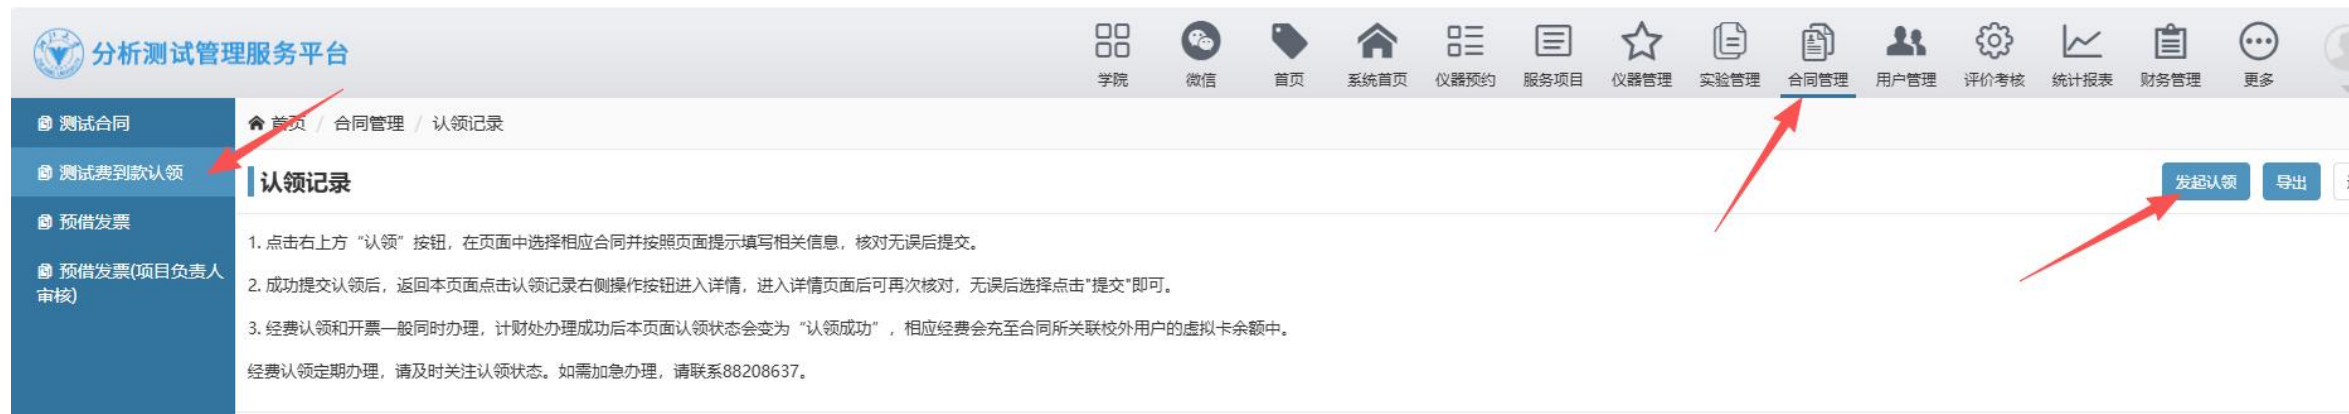 分析测试管理服务平台
学院 微信 首页 系统首页 仪器预约 服务项目 仪器管理 实验管理 合同管理 用户管理 评价考核 统计报表 财务管理 更多
测试合同
测试费到款认领
预借发票
预借发票(项目负责人
审核)
首页 / 合同管理 / 认领记录
认领记录
发起认领 导出
1. 点击右上方“认领”按钮，在页面中选择相应合同并按照页面提示填写相关信息，核对无误后提交。
2. 成功提交认领后，返回本页面点击认领记录右侧操作按钮进入详情，进入详情页面后可再次核对，无误后选择点击"提交"即可。
3. 经费认领和开票一般同时办理，计财处办理成功后本页面认领状态会变为“认领成功”，相应经费会充至合同所关联校外用户的虚拟卡余额中。
经费认领定期办理，请及时关注认领状态。如需加急办理，请联系88208637。